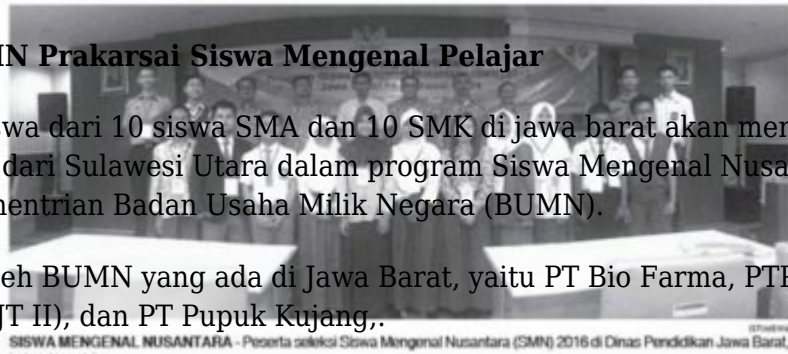 IN Prakarsai Siswa Mengenal Pelajar
swa dari 10 siswa SMA dan 10 SMK di jawa barat akan men
dari Sulawesi Utara dalam program Siswa Mengenal Nusa
mentrian Badan Usaha Milik Negara (BUMN).
eh BUMN yang ada di Jawa Barat, yaitu PT Bio Farma, PTP
JT II), dan PT Pupuk Kujang,.
SISWA MENGENAL NUSANTARA - Peserta seleksi Siswa Mengenal Nusantara (SMN) 2016 di Dinas Pendidikan Jawa Barat,